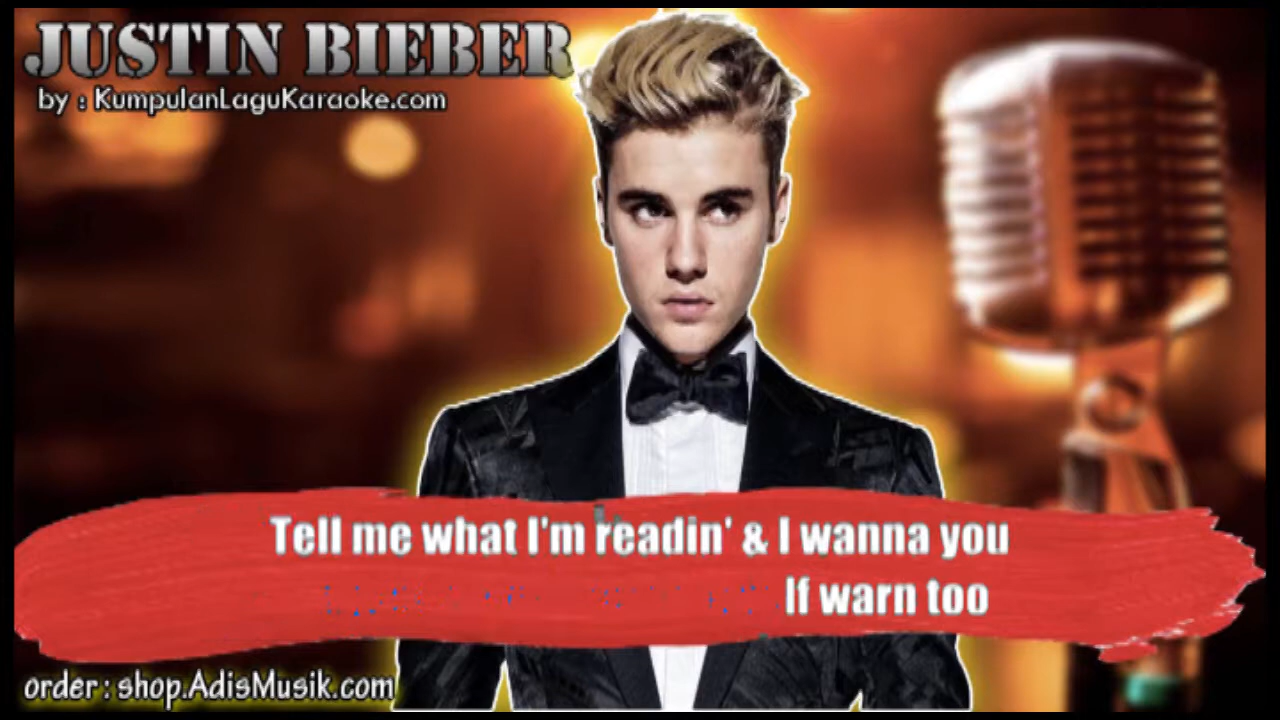 JUSTIN BIEBER
by : KumpulanLaguKaraoke.com
Tell me what I'm readin' & I wanna you
If warn too
order : shop.AdisMusik.com